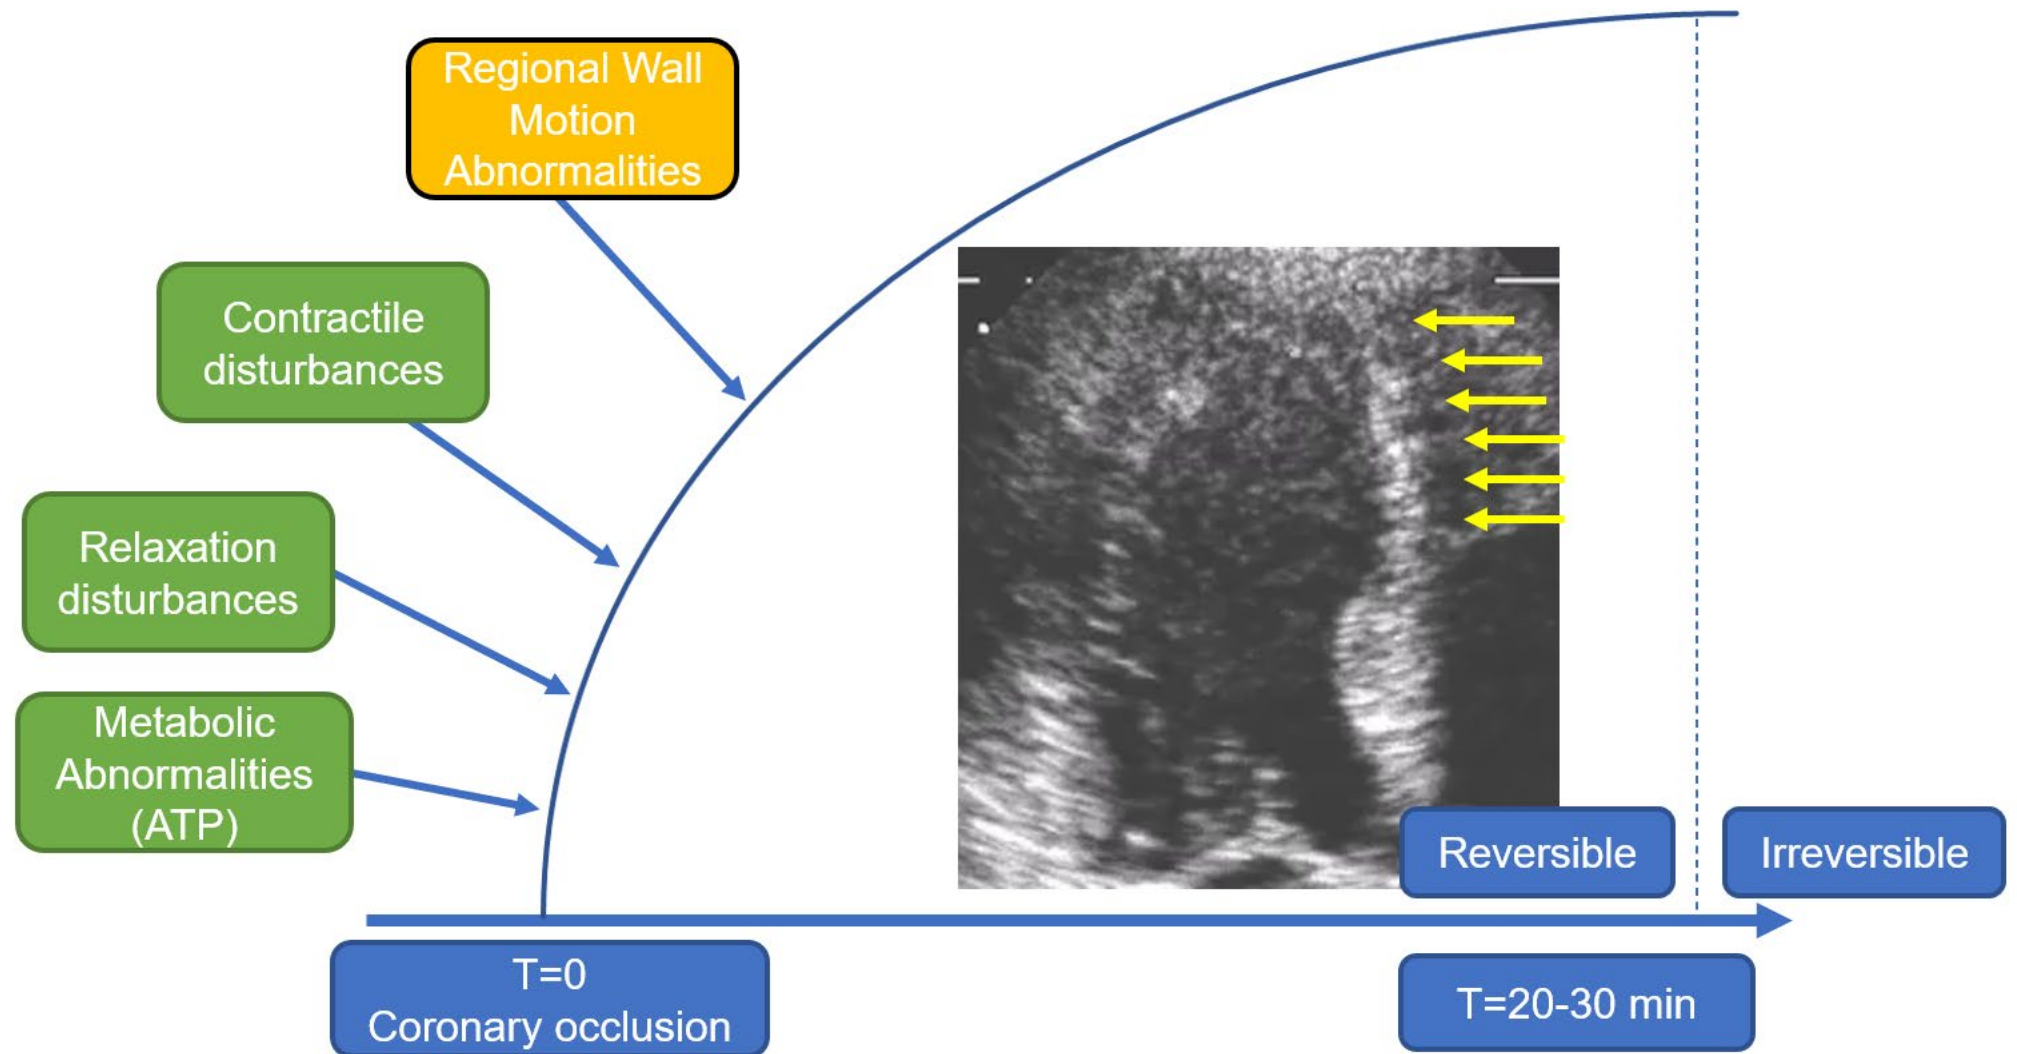 Regional Wall
Motion
Abnormalities
Contractile
disturbances
Relaxation
disturbances
Metabolic
Abnormalities
(ATP)
Reversible
Irreversible
T=0
Coronary occlusion
T=20-30 min